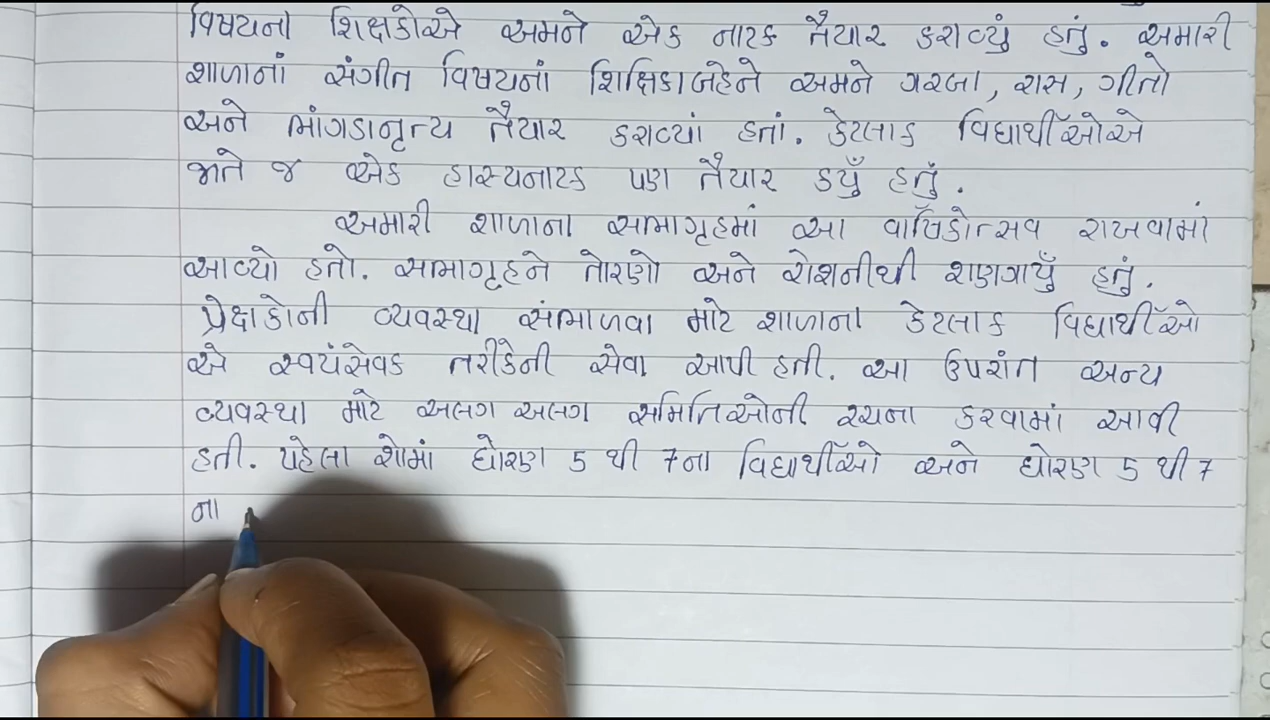 વિષયના શિક્ષકોએ અમને એક નાટક તૈયાર કરાવ્યું હતું. અમારી
શાળાનાં સંગીત વિષયનાં શિક્ષિકાબહેને અમને ગરબા, રાસ, ગીતો
અને ભાંગડાનૃત્ય તૈયાર કરાવ્યાં હતાં. કેટલાક વિદ્યાર્થીઓએ
જાતે જ એક હાસ્યનાટક પણ તૈયાર કર્યું હતું.
અમારી શાળાના સભાગૃહમાં આ વાર્ષિકોત્સવ રાખવામાં
આવ્યો હતો. સભાગૃહને તોરણો અને રોશનીથી શણગાર્યું હતું.
પ્રેક્ષકોની વ્યવસ્થા સંભાળવા માટે શાળાના કેટલાક વિદ્યાર્થીઓ
એ સ્વયંસેવક તરીકેની સેવા આપી હતી. આ ઉપરાંત અન્ય
વ્યવસ્થા માટે અલગ અલગ સમિતિઓની રચના કરવામાં આવી
હતી. પહેલા શોમાં ધોરણ 5 થી 7ના વિદ્યાર્થીઓ અને ધોરણ 5 થી 7
ના